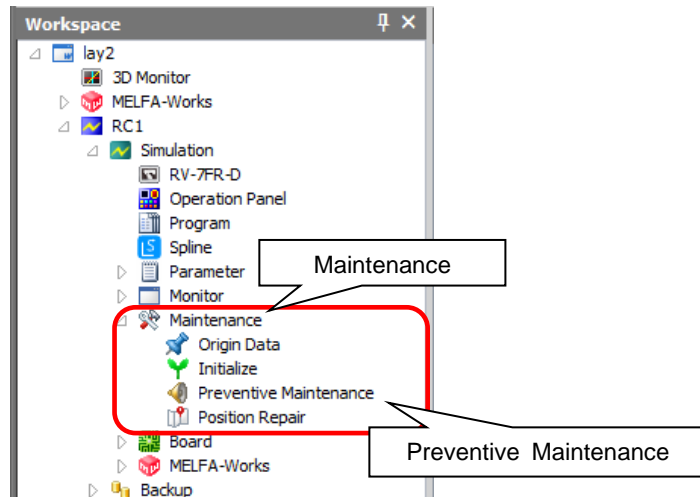 Workspace
lay2
3D Monitor
MELFA-Works
RC1
Simulation
RV-7FR-D
Operation Panel
Program
Spline
Parameter
Maintenance
Monitor
Maintenance
Origin Data
Initialize
Preventive Maintenance
Position Repair
Board
Preventive Maintenance
MELFA-Works
Backup